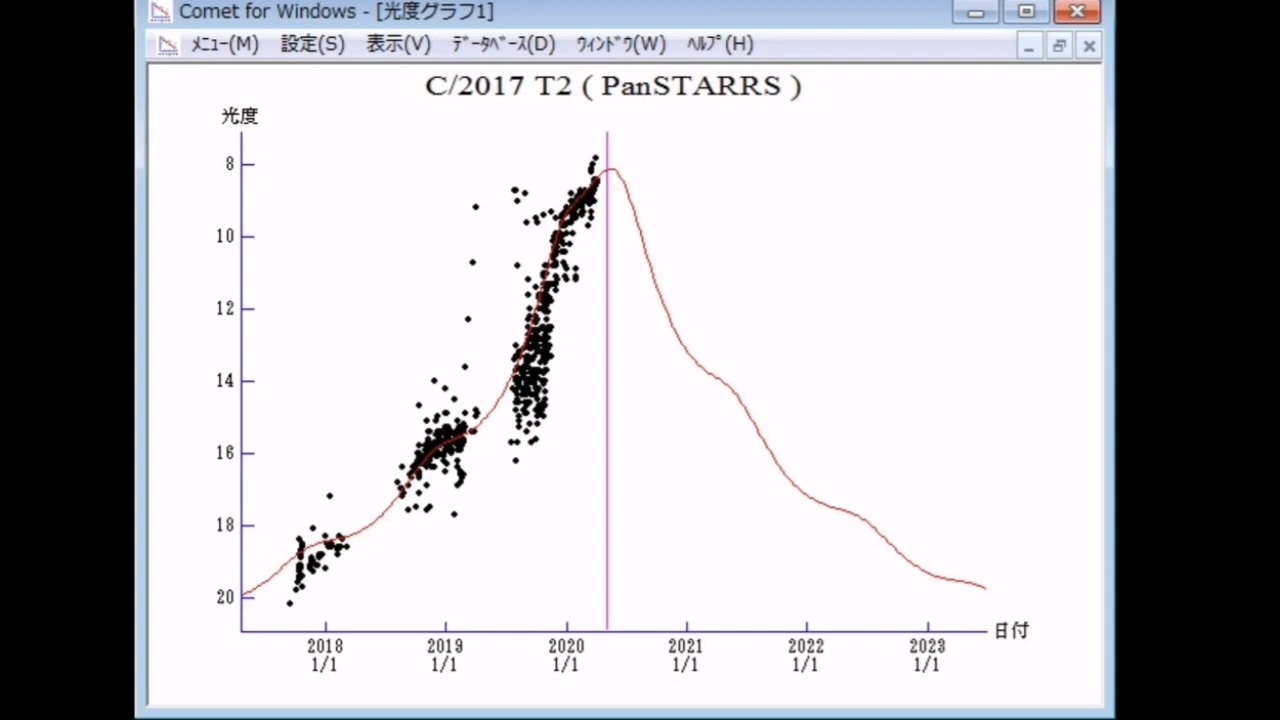 Comet for Windows - [光度グラフ1]
ﾒﾆｭｰ(M) 設定(S) 表示(V) ﾃﾞｰﾀﾍﾞｰｽ(D) ｳｨﾝﾄﾞｳ(W) ﾍﾙﾌﾟ(H)
C/2017 T2 ( PanSTARRS )
光度
8
10
12
14
16
18
20
2018 2019 2020 2021 2022 2023
1/1 1/1 1/1 1/1 1/1 1/1
日付